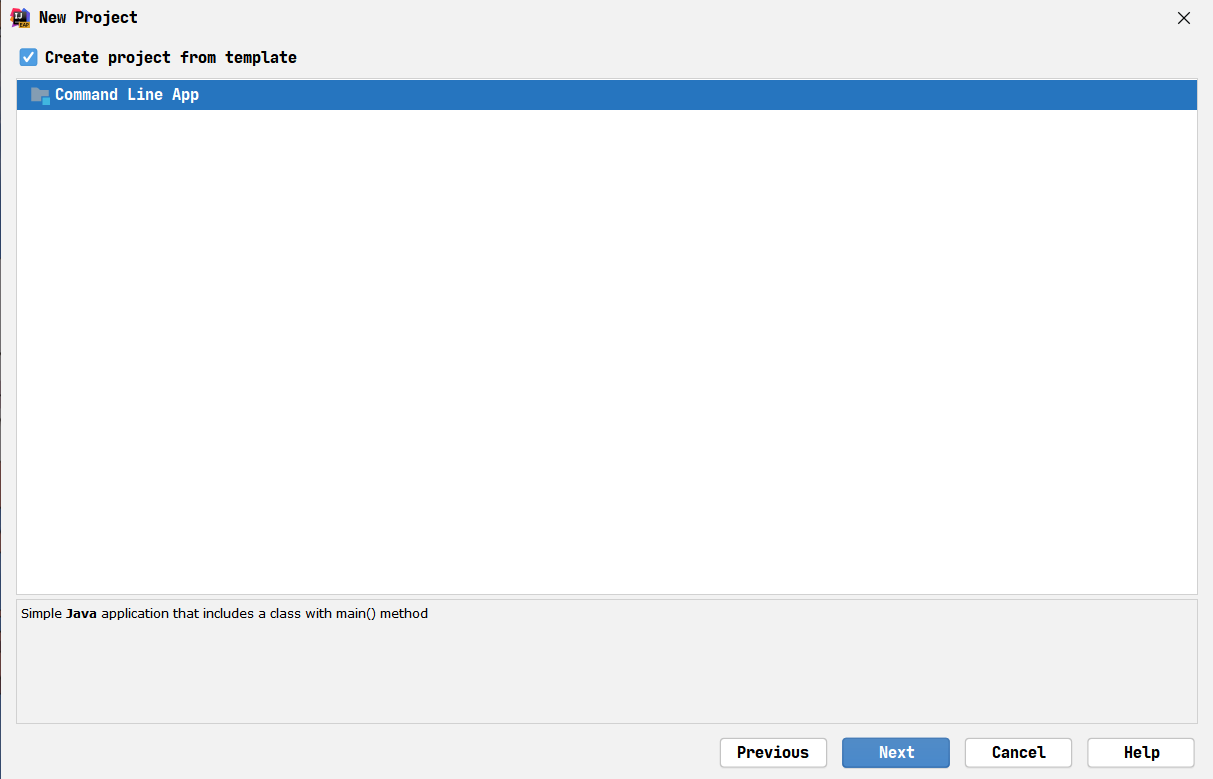 New Project
Create project from template
Command Line App
Simple Java application that includes a class with main() method
Previous Next Cancel Help